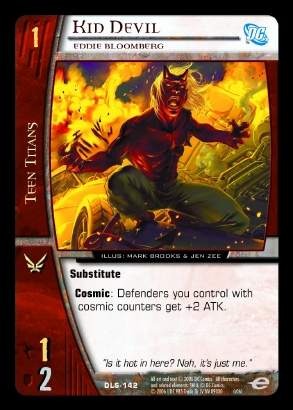 1
KID DEVIL
EDDIE BLOOMBERG
DC
TEEN TITANS
ILLUS: MARK BROOKS & JEN ZEE
Substitute
Cosmic: Defenders you control with
cosmic counters get +2 ATK.
1
2
"Is it hot in here? Nah, it's just me."
DLS-142